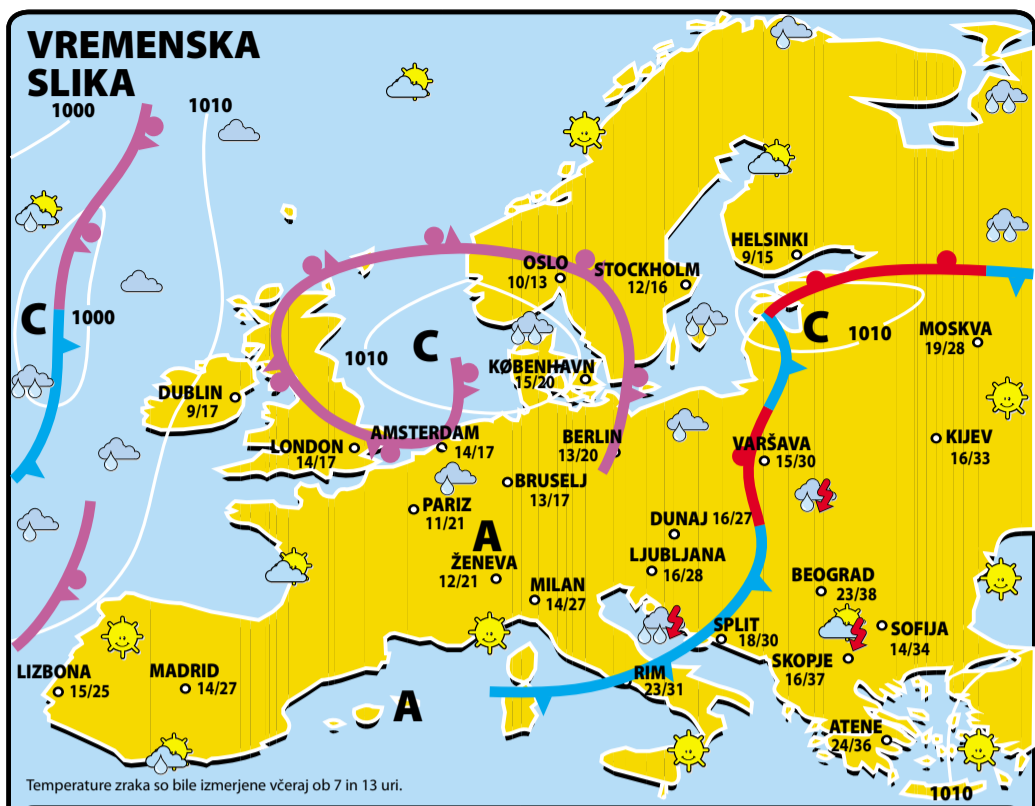 VREMENSKA
SLIKA
1000
1010
C
1000
HELSINKI
9/15
OSLO
10/13
STOCKHOLM
12/16
C
1010
MOSKVA
19/28
1010
C
KØBENHAVN
15/20
DUBLIN
9/17
LONDON
14/17
AMSTERDAM
14/17
BERLIN
13/20
VARŠAVA
15/30
KIJEV
16/33
BRUSELJ
13/17
PARIZ
11/21
A
DUNAJ 16/27
LJUBLJANA
16/28
ŽENEVA
12/21
MILAN
14/27
BEOGRAD
23/38
SPLIT
18/30
SOFIJA
14/34
SKOPJE
16/37
LIZBONA
15/25
MADRID
14/27
RIM
23/31
A
ATENE
24/36
1010
Temperature zraka so bile izmerjene včeraj ob 7 in 13 uri.